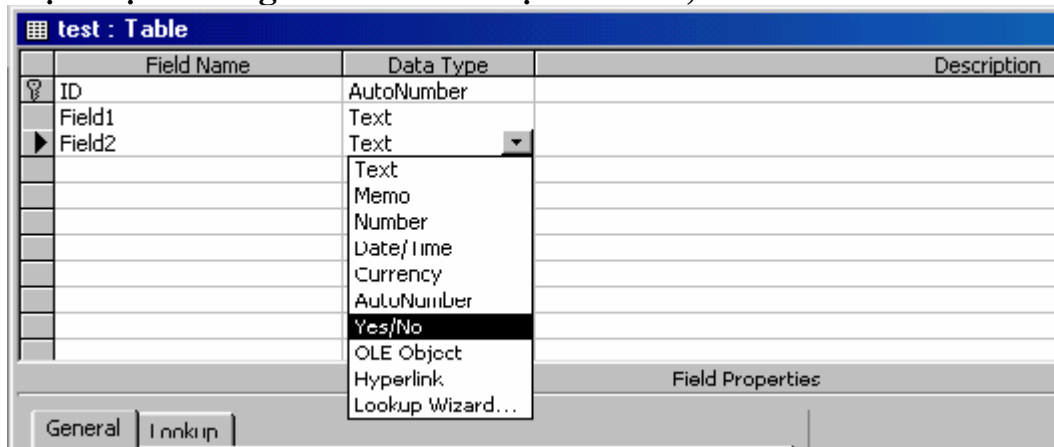 test : Table
Field Name Data Type Description
ID AutoNumber
Field1 Text
Field2 Text
Text
Memo
Number
Date/Time
Currency
AutoNumber
Yes/No
OLE Object
Hyperlink
Lookup Wizard...
Field Properties
General Lookup